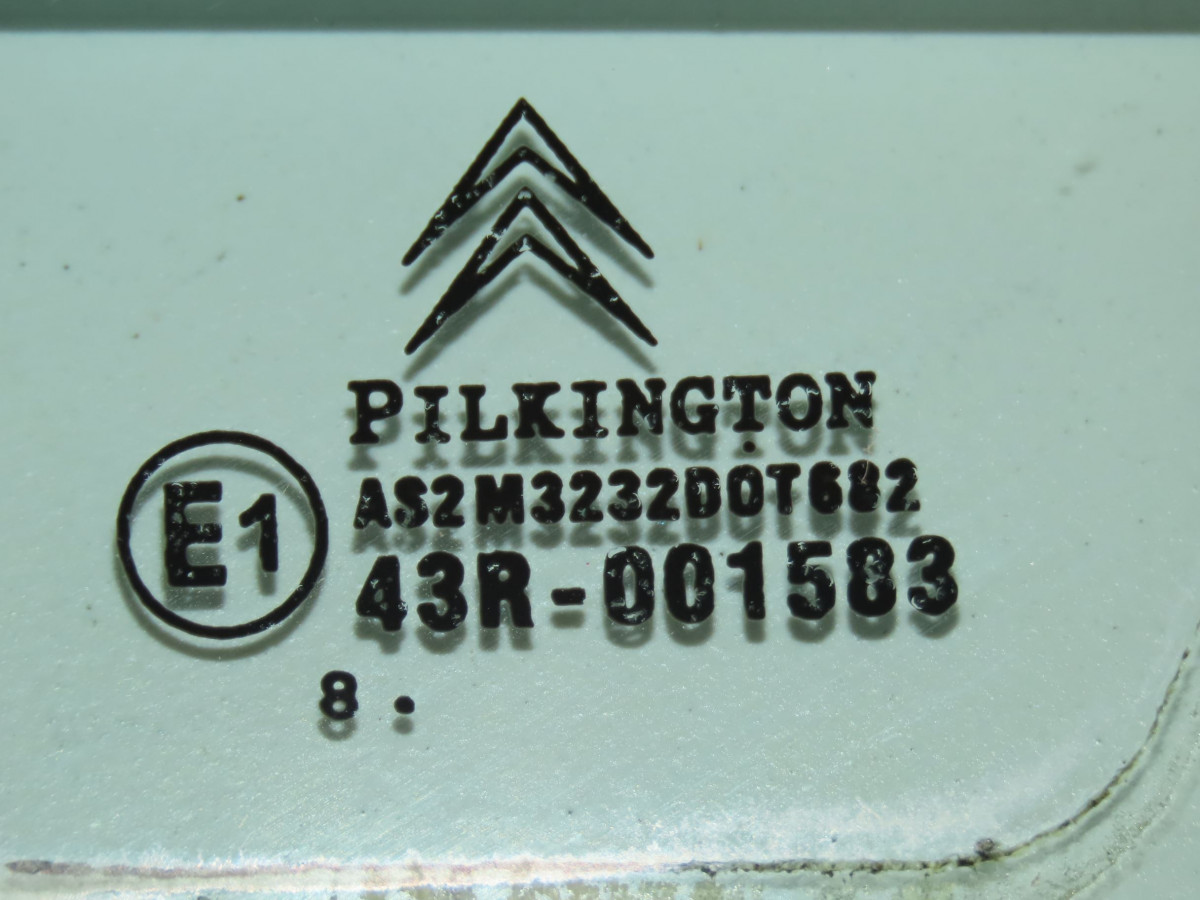 PILKINGTON
AS2M3232DOT682
E1
43R-001583
8 .